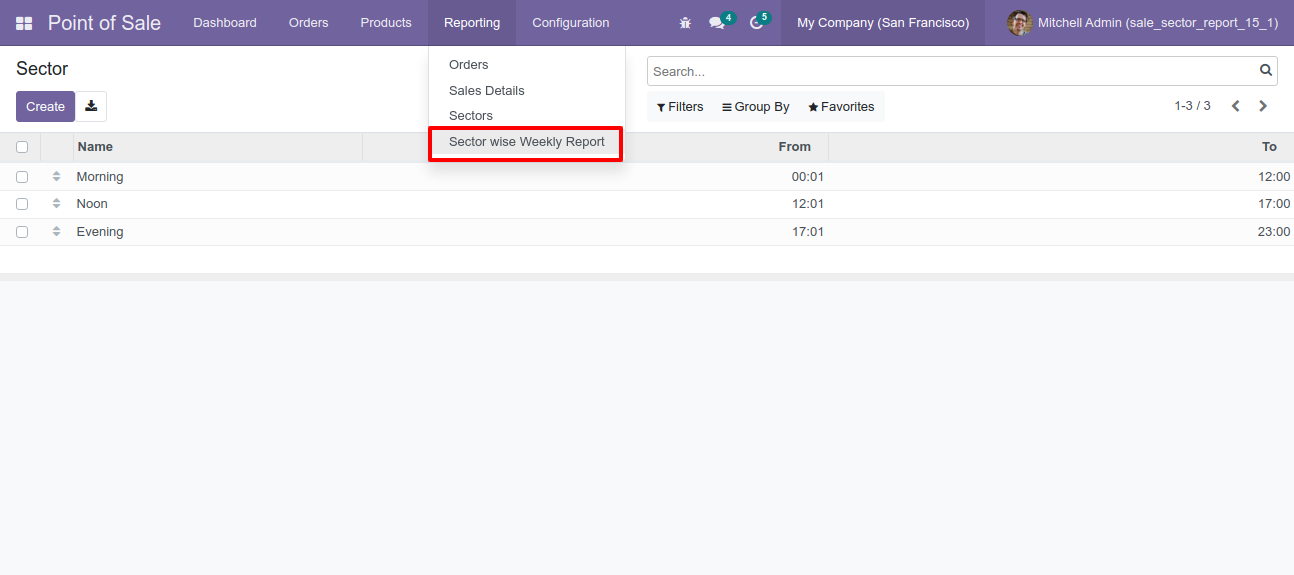 Point of Sale Dashboard Orders Products Reporting Configuration 4 5 My Company (San Francisco) Mitchell Admin (sale_sector_report_15_1)
Sector
Search...
Orders
Sales Details
Sectors
Sector wise Weekly Report
Create
Filters Group By Favorites 1-3 / 3
Name From To
Morning 00:01 12:00
Noon 12:01 17:00
Evening 17:01 23:00